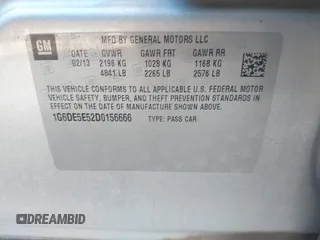 GM
MFD BY GENERAL MOTORS LLC
DATE GVWR GAWR FRT GAWR RR
02/13 2196 KG 1028 KG 1168 KG
4841 LB 2265 LB 2576 LB
THIS VEHICLE CONFORMS TO ALL APPLICABLE U.S. FEDERAL MOTOR
VEHICLE SAFETY, BUMPER, AND THEFT PREVENTION STANDARDS
IN EFFECT ON THE DATE OF MANUFACTURE SHOWN ABOVE.
1G6DE5E52D0156666 TYPE: PASS CAR
DREAMBID